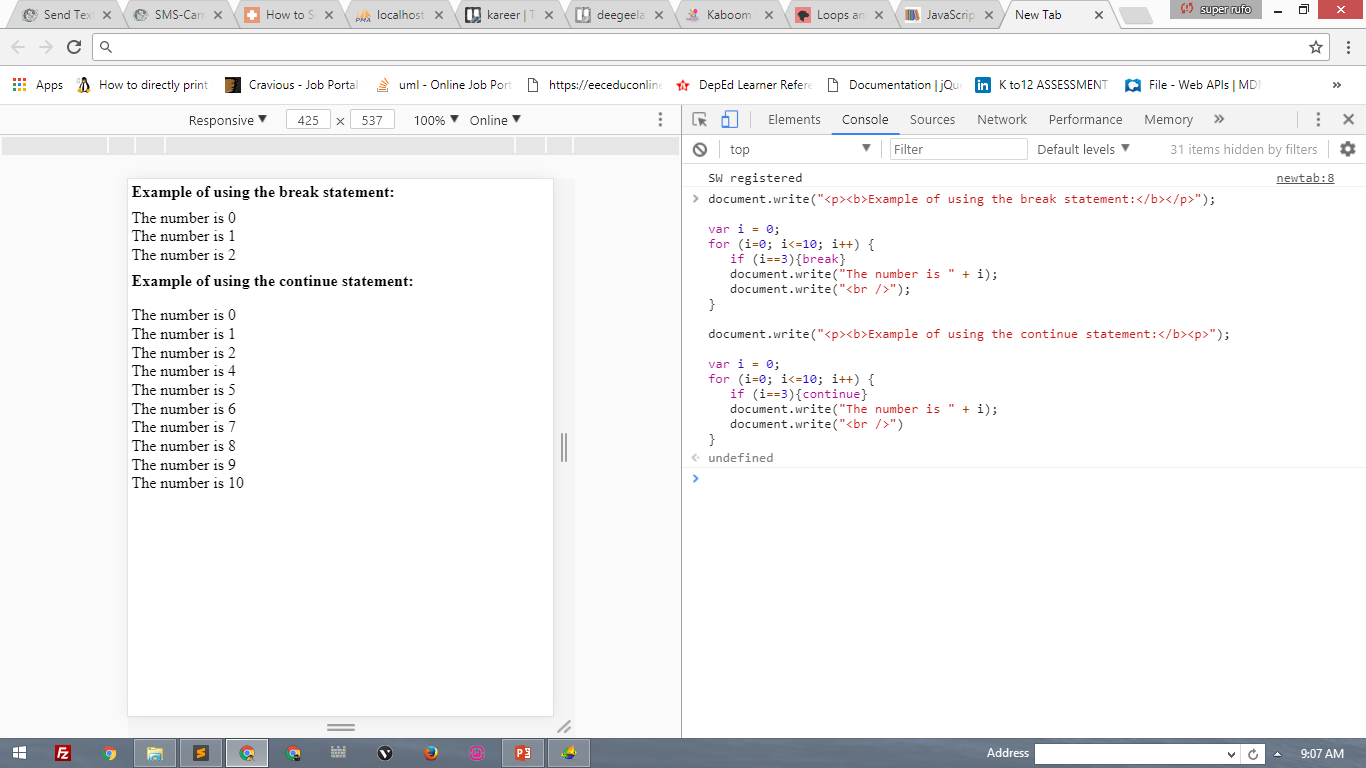 Send Text
SMS-Carr
How to S
localhost
kareer | T
deegeela
Kaboom
Loops an
JavaScrip
New Tab
super rufo
Apps
How to directly print
Cravious - Job Portal
uml - Online Job Port
https://eeceduconline
DepEd Learner Refere
Documentation | jQu
K to12 ASSESSMENT
File - Web APIs | MD
»
Responsive ▼ 425 x 537 100% ▼ Online ▼
Elements Console Sources Network Performance Memory »
top ▼ Filter Default levels ▼ 31 items hidden by filters
SW registered newtab:8
> document.write("<p><b>Example of using the break statement:</b></p>");
var i = 0;
for (i=0; i<=10; i++) {
if (i==3){break}
document.write("The number is " + i);
document.write("<br />");
}
document.write("<p><b>Example of using the continue statement:</b><p>");
var i = 0;
for (i=0; i<=10; i++) {
if (i==3){continue}
document.write("The number is " + i);
document.write("<br />")
}
undefined
>
Example of using the break statement:
The number is 0
The number is 1
The number is 2
Example of using the continue statement:
The number is 0
The number is 1
The number is 2
The number is 4
The number is 5
The number is 6
The number is 7
The number is 8
The number is 9
The number is 10
Address
9:07 AM